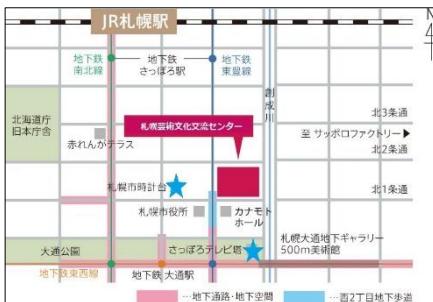 JR札幌駅
N
4
地下鉄
南北線
地下鉄
さっぽろ駅
地下鉄
東豊線
創成川
北海道庁
旧本庁舎
赤れんがテラス
札幌芸術文化交流センター
北3条通
至 サッポロファクトリー
北2条通
札幌市時計台
北1条通
札幌市役所
カナモト
ホール
大通公園
さっぽろテレビ塔
札幌大通地下ギャラリー
500m美術館
地下鉄東西線
地下鉄 大通駅
…地下通路・地下空間
…西2丁目地下歩道